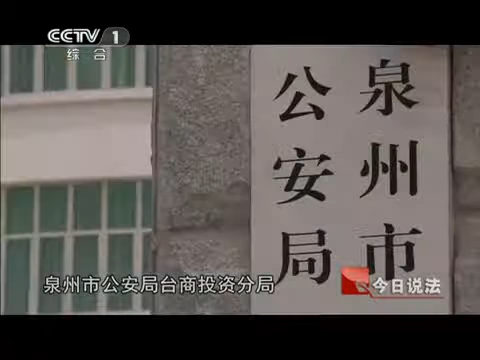 CCTV 1
综合
泉州市
公安局
泉州市公安局台商投资分局
今日说法